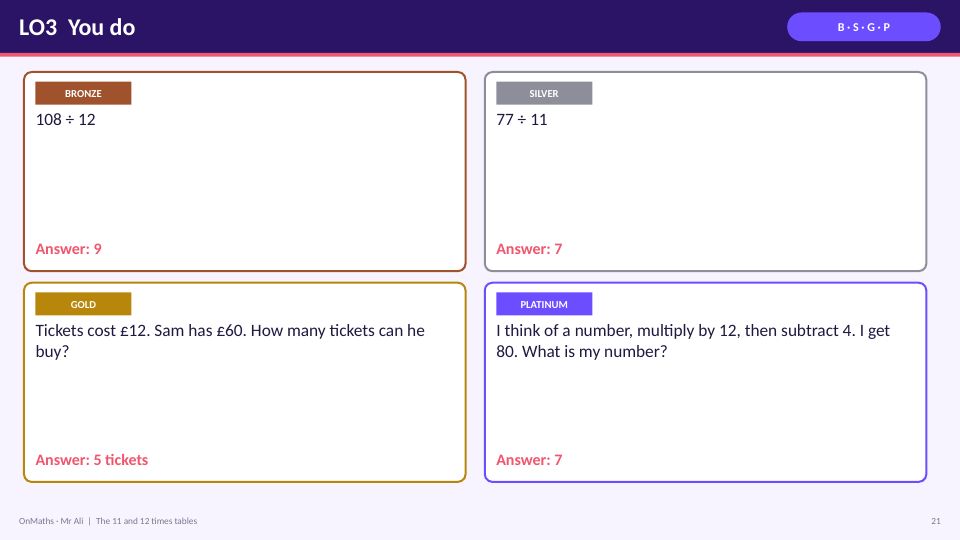 LO3  You do
B · S · G · P
BRONZE
108 ÷ 12
Answer: 9
SILVER
77 ÷ 11
Answer: 7
GOLD
Tickets cost £12. Sam has £60. How many tickets can he
buy?
Answer: 5 tickets
PLATINUM
I think of a number, multiply by 12, then subtract 4. I get
80. What is my number?
Answer: 7
OnMaths · Mr Ali  |  The 11 and 12 times tables
21